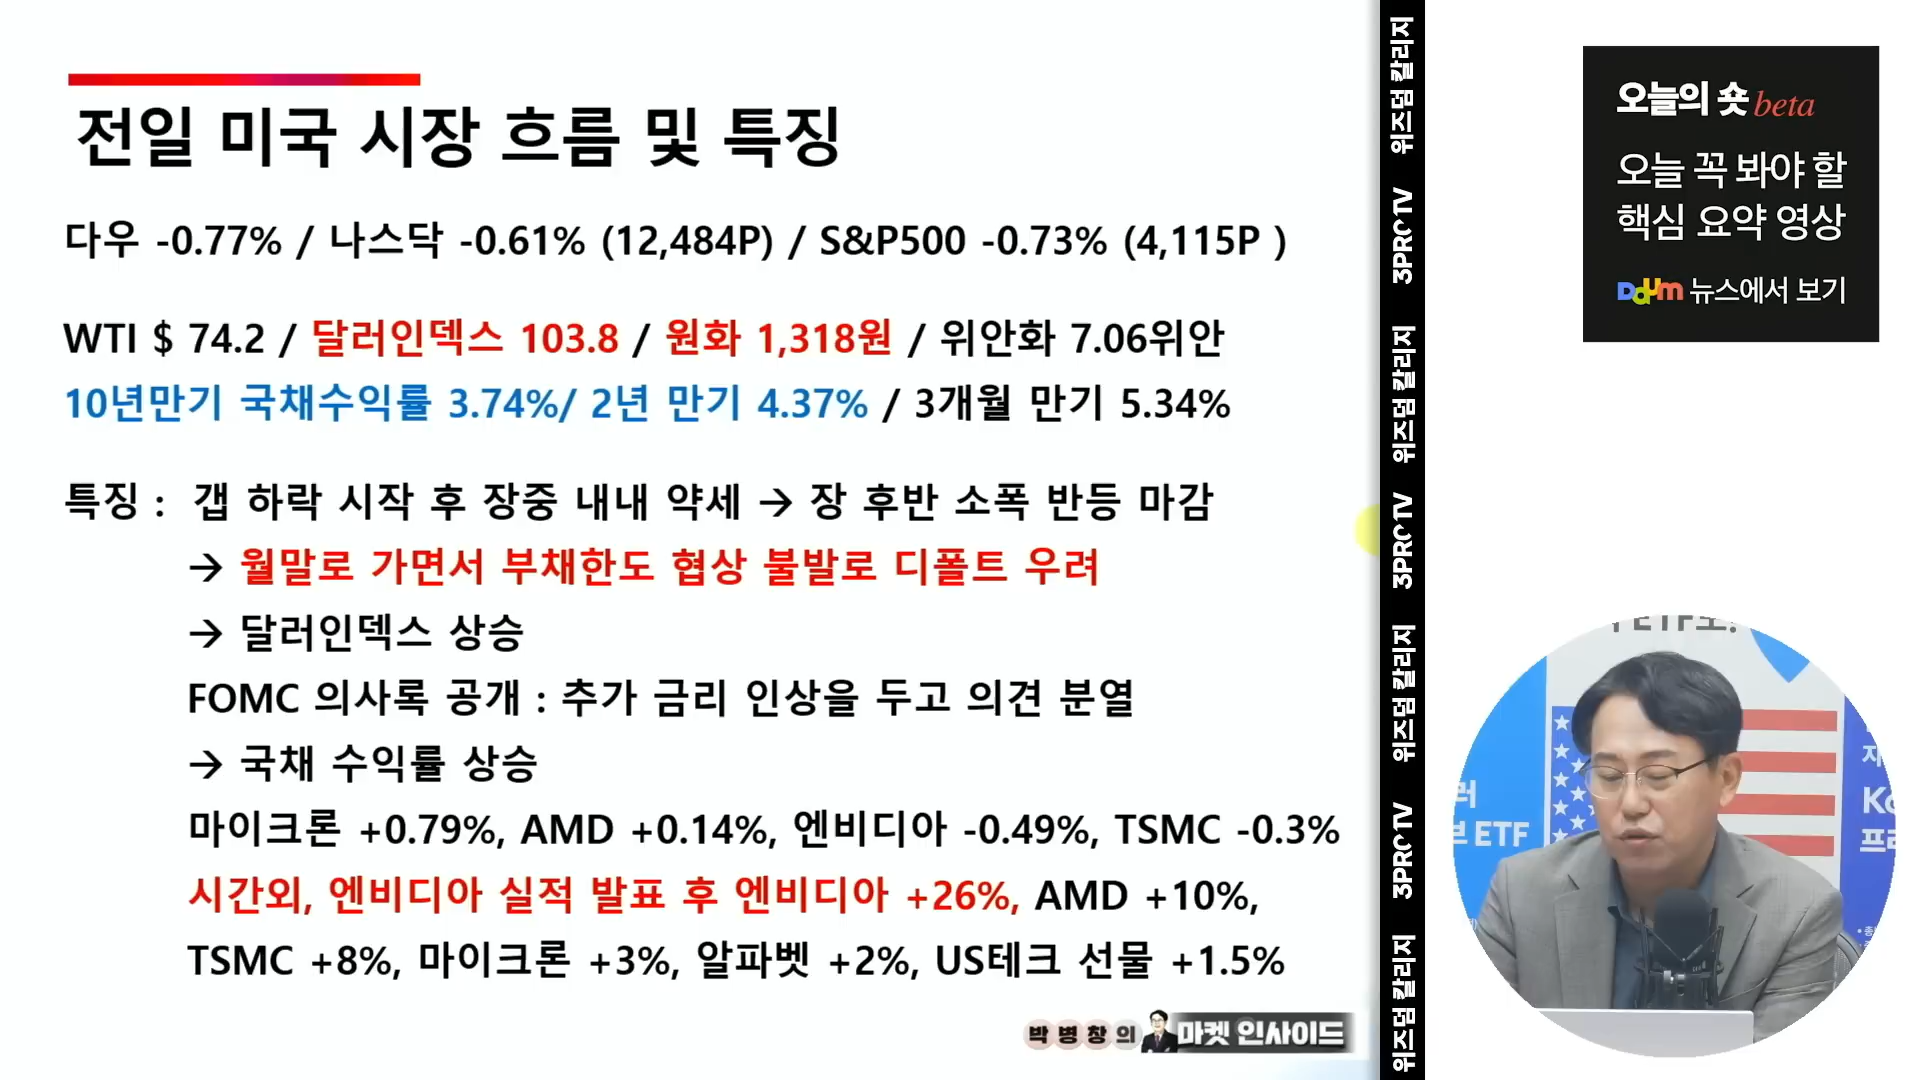 전일 미국 시장 흐름 및 특징
다우 -0.77% / 나스닥 -0.61% (12,484P) / S&P500 -0.73% (4,115P )
WTI $ 74.2 / 달러인덱스 103.8 / 원화 1,318원 / 위안화 7.06위안
10년만기 국채수익률 3.74%/ 2년 만기 4.37% / 3개월 만기 5.34%
특징 : 갭 하락 시작 후 장중 내내 약세 → 장 후반 소폭 반등 마감
→ 월말로 가면서 부채한도 협상 불발로 디폴트 우려
→ 달러인덱스 상승
FOMC 의사록 공개 : 추가 금리 인상을 두고 의견 분열
→ 국채 수익률 상승
마이크론 +0.79%, AMD +0.14%, 엔비디아 -0.49%, TSMC -0.3%
시간외, 엔비디아 실적 발표 후 엔비디아 +26%, AMD +10%,
TSMC +8%, 마이크론 +3%, 알파벳 +2%, US테크 선물 +1.5%
박병창의 마켓 인사이드
위즈덤 칼리지
3PROTV
위즈덤 칼리지
3PROTV
위즈덤 칼리지
3PROTV
위즈덤 칼리지
오늘의 숏 beta
오늘 꼭 봐야 할
핵심 요약 영상
Daum 뉴스에서 보기
ETF